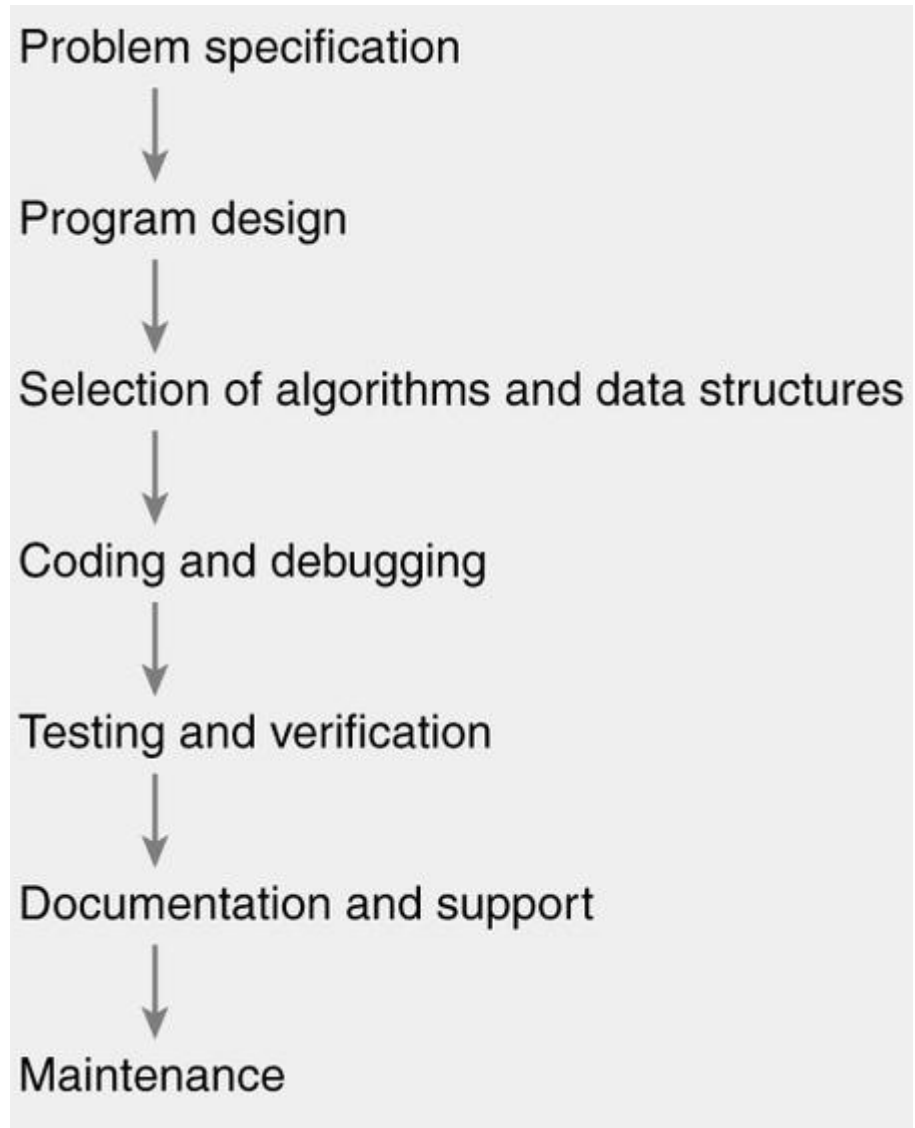 Problem specification
Program design
Selection of algorithms and data structures
Coding and debugging
Testing and verification
Documentation and support
Maintenance